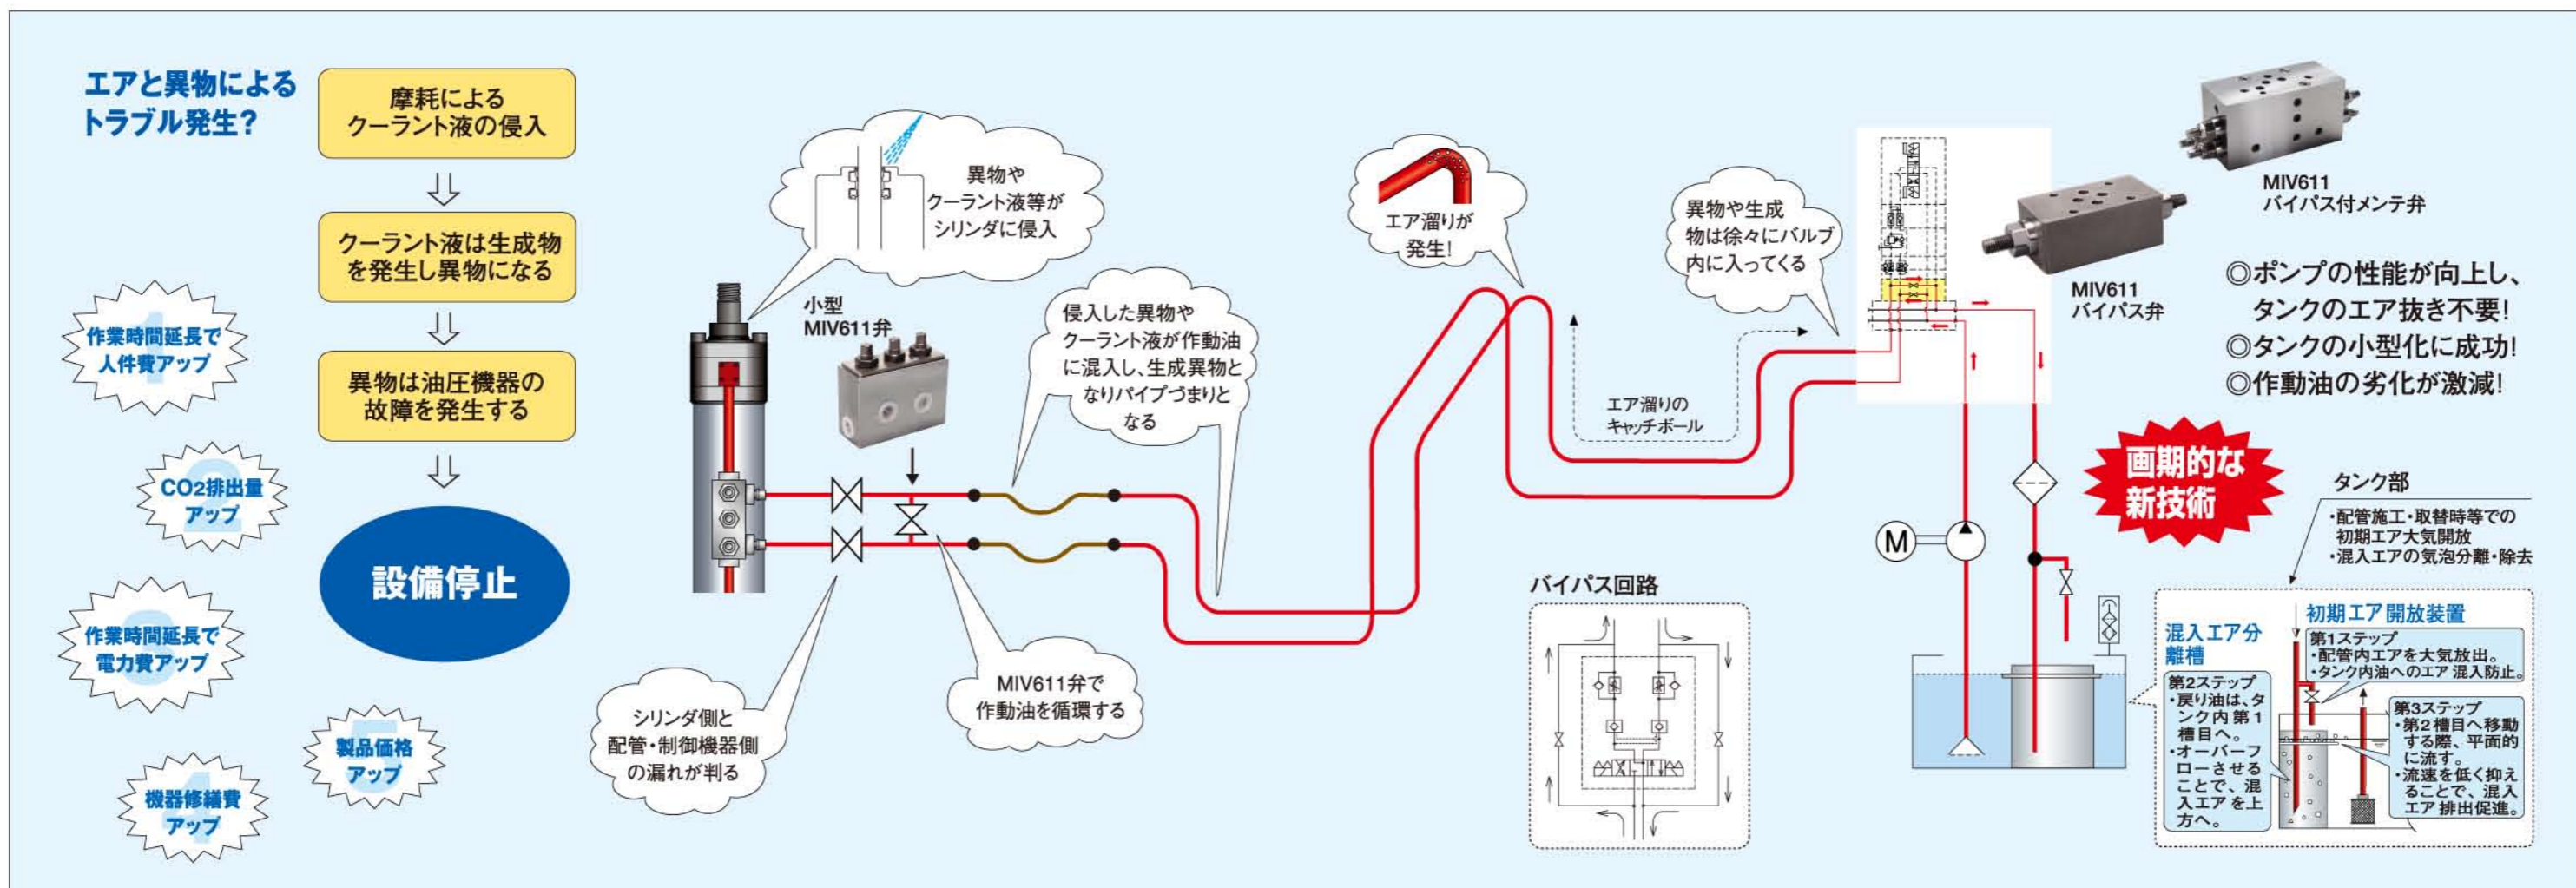 エアと異物による
トラブル発生?
摩耗による
クーラント液の侵入
クーラント液は生成物
を発生し異物になる
異物は油圧機器の
故障を発生する
設備停止
1
作業時間延長で
人件費アップ
2
CO2排出量
アップ
3
作業時間延長で
電力費アップ
4
機器修繕費
アップ
5
製品価格
アップ
異物や
クーラント液等が
シリンダに侵入
小型
MIV611弁
侵入した異物や
クーラント液が作動油
に混入し、生成異物と
なりパイプづまりと
なる
シリンダ側と
配管・制御機器側
の漏れが判る
MIV611弁で
作動油を循環する
エア溜りが
発生!
エア溜りの
キャッチボール
異物や生成
物は徐々にバルブ
内に入ってくる
バイパス回路
M
MIV611
バイパス付メンテ弁
MIV611
バイパス弁
◎ポンプの性能が向上し、
タンクのエア抜き不要!
◎タンクの小型化に成功!
◎作動油の劣化が激減!
画期的な
新技術
タンク部
・配管施工・取替時等での
初期エア大気開放
・混入エアの気泡分離・除去
混入エア分
離槽
第2ステップ
・戻り油は、タ
ンク内第1
槽目へ。
・オーバーフ
ローさせる
ことで、混
入エアを上
方へ。
初期エア開放装置
第1ステップ
・配管内エアを大気放出。
・タンク内油へのエア混入防止。
第3ステップ
・第2槽目へ移動
する際、平面的
に流す。
・流速を低く抑え
ることで、混入
エア排出促進。